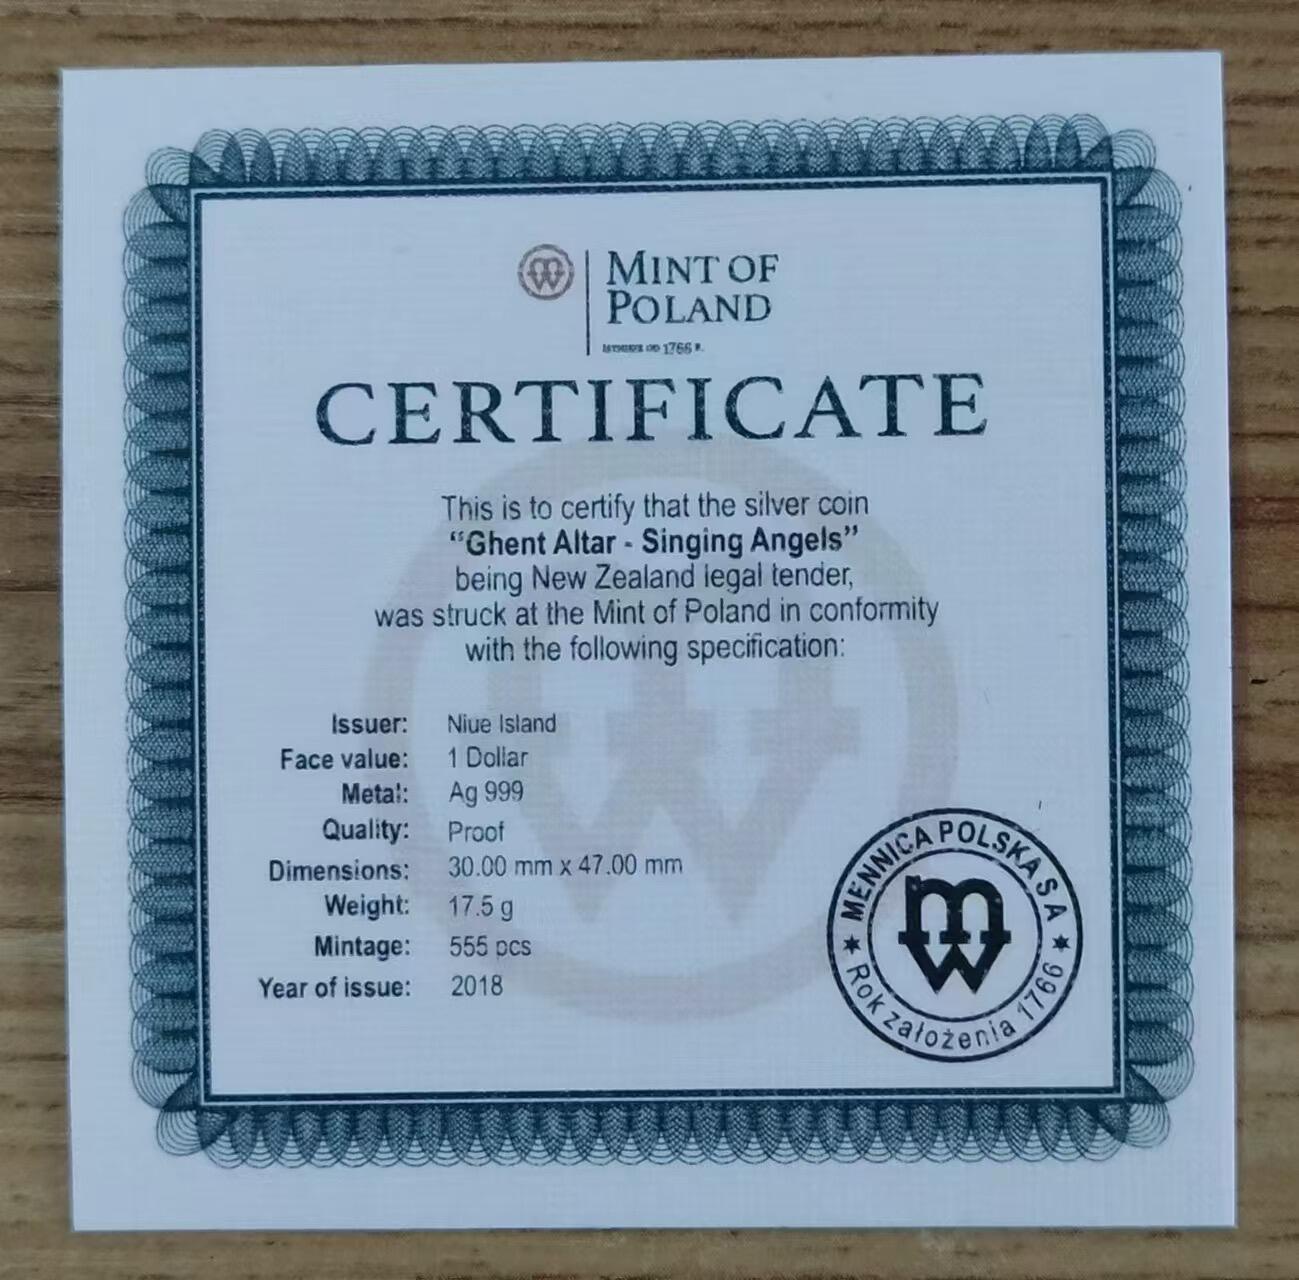 MINT OF
POLAND
1766 R.
CERTIFICATE
This is to certify that the silver coin
“Ghent Altar - Singing Angels”
being New Zealand legal tender,
was struck at the Mint of Poland in conformity
with the following specification:
Issuer: Niue Island
Face value: 1 Dollar
Metal: Ag 999
Quality: Proof
Dimensions: 30.00 mm x 47.00 mm
Weight: 17.5 g
Mintage: 555 pcs
Year of issue: 2018
MENNICA POLSKA S A
Rok założenia 1766